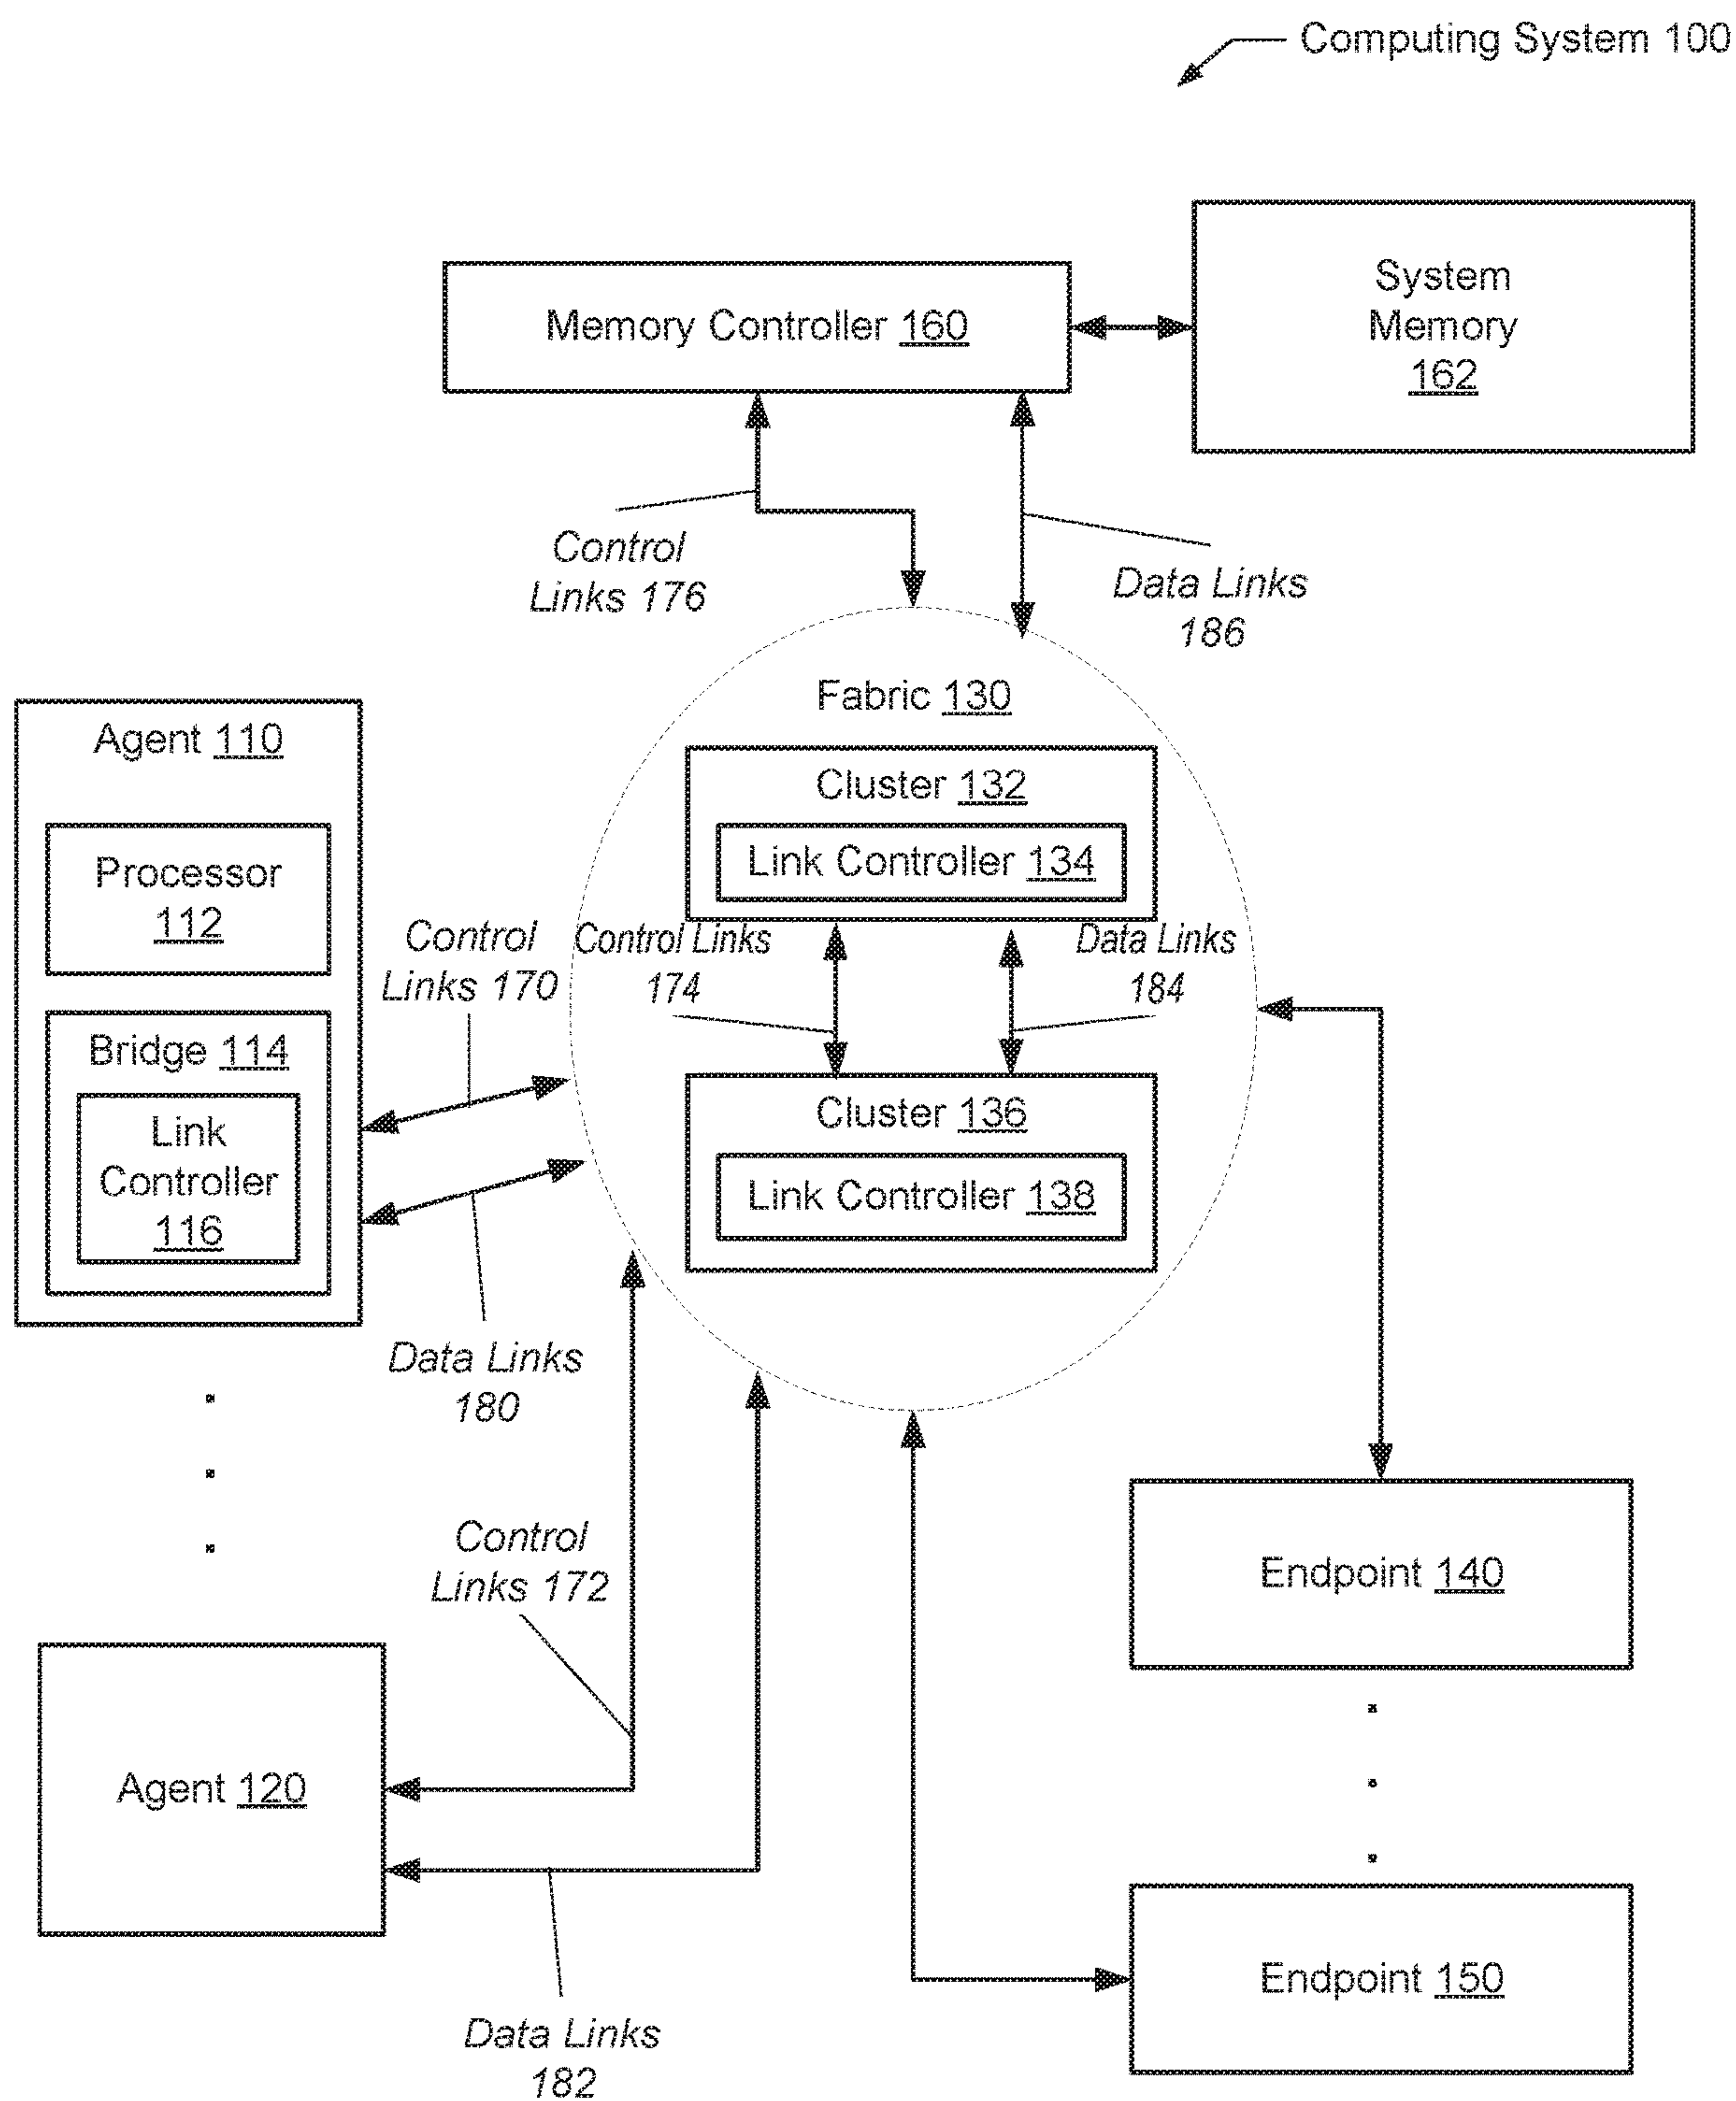 Computing System 100
System
Memory
162
Memory Controller 160
Control
Links 176
Data Links
186
Fabric 130
Agent 110
Processor
112
Bridge 114
Link
Controller
116
Control
Links 170
Data Links
180
Cluster 132
Link Controller 134
Control Links
174
Data Links
184
Cluster 136
Link Controller 138
Control
Links 172
Agent 120
Data Links
182
Endpoint 140
Endpoint 150